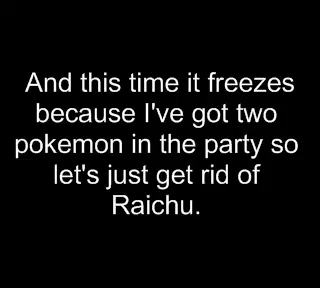 And this time it freezes
because I've got two
pokemon in the party so
let's just get rid of
Raichu.